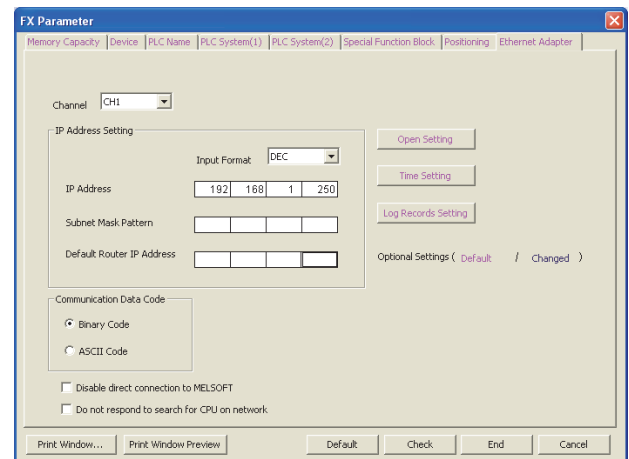 FX Parameter
Memory Capacity Device PLC Name PLC System(1) PLC System(2) Special Function Block Positioning Ethernet Adapter
Channel CH1
IP Address Setting
Input Format DEC
IP Address 192 168 1 250
Subnet Mask Pattern
Default Router IP Address
Open Setting
Time Setting
Log Records Setting
Optional Settings ( Default / Changed )
Communication Data Code
Binary Code
ASCII Code
Disable direct connection to MELSOFT
Do not respond to search for CPU on network
Print Window... Print Window Preview Default Check End Cancel